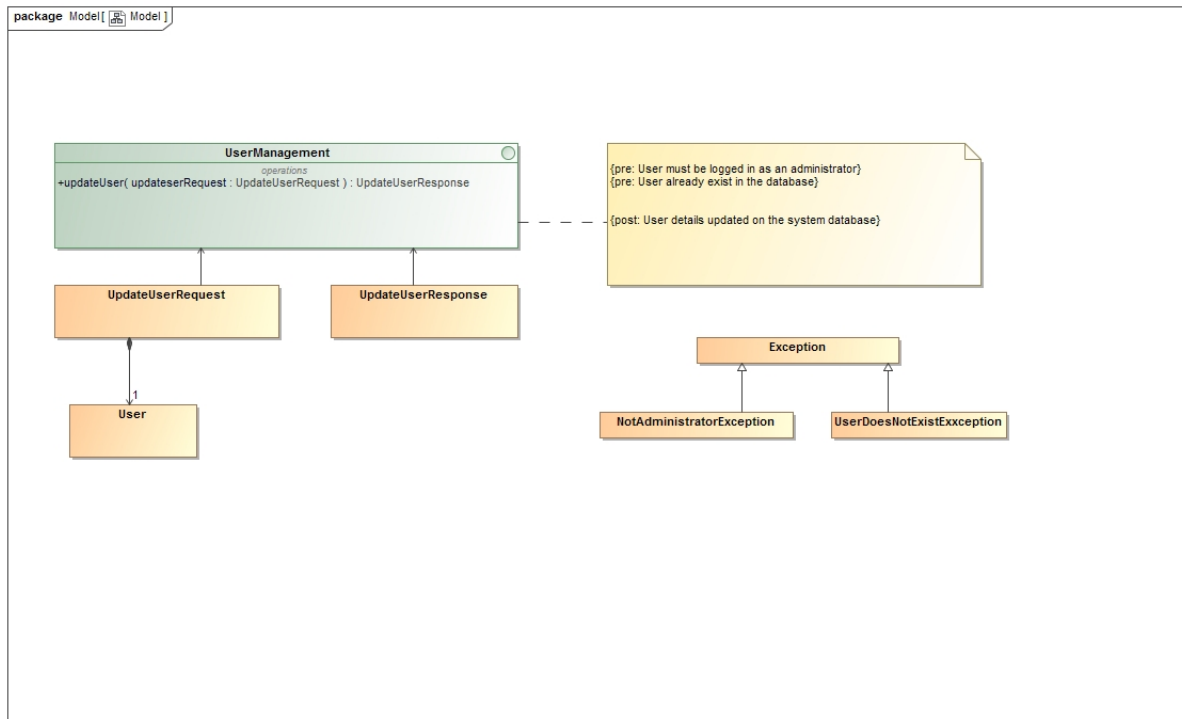 package Model[ Model ]
UserManagement
operations
+updateUser( updateserRequest : UpdateUserRequest ) : UpdateUserResponse
{pre: User must be logged in as an administrator}
{pre: User already exist in the database}
{post: User details updated on the system database}
UpdateUserRequest
UpdateUserResponse
Exception
1
User
NotAdministratorException
UserDoesNotExistExxception